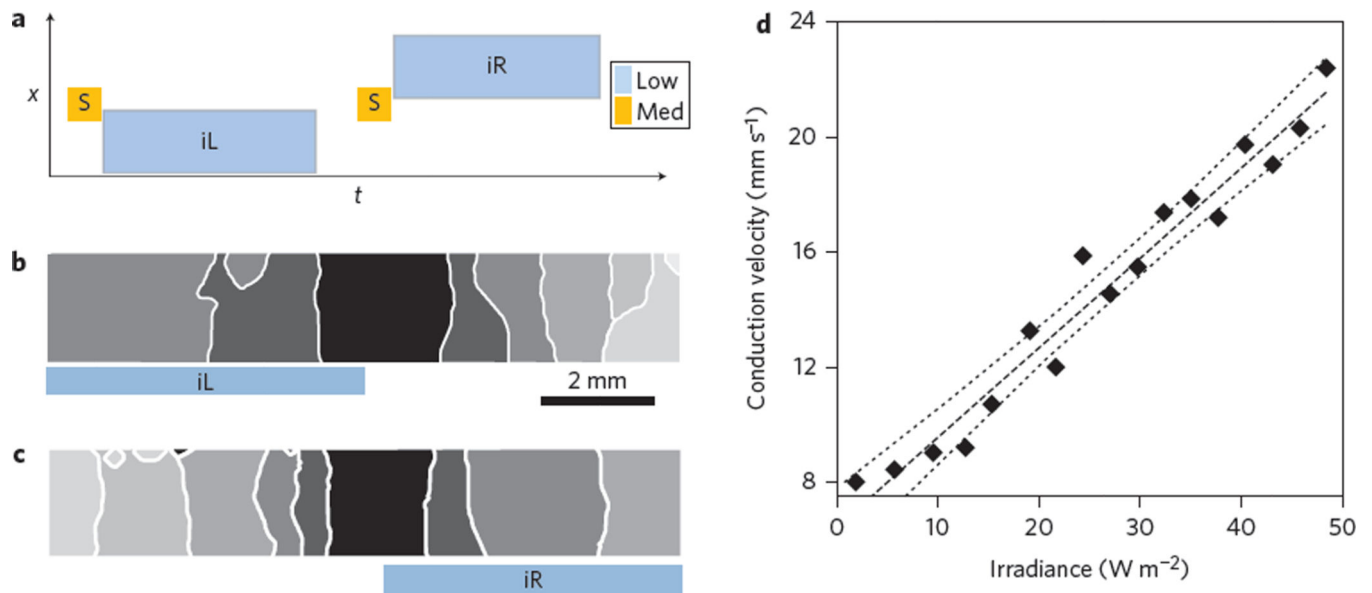 a
x
S
iL
S
iR
Low
Med
t
b
iL
2 mm
c
iR
d
Conduction velocity (mm s⁻¹)
24
20
16
12
8
0 10 20 30 40 50
Irradiance (W m⁻²)